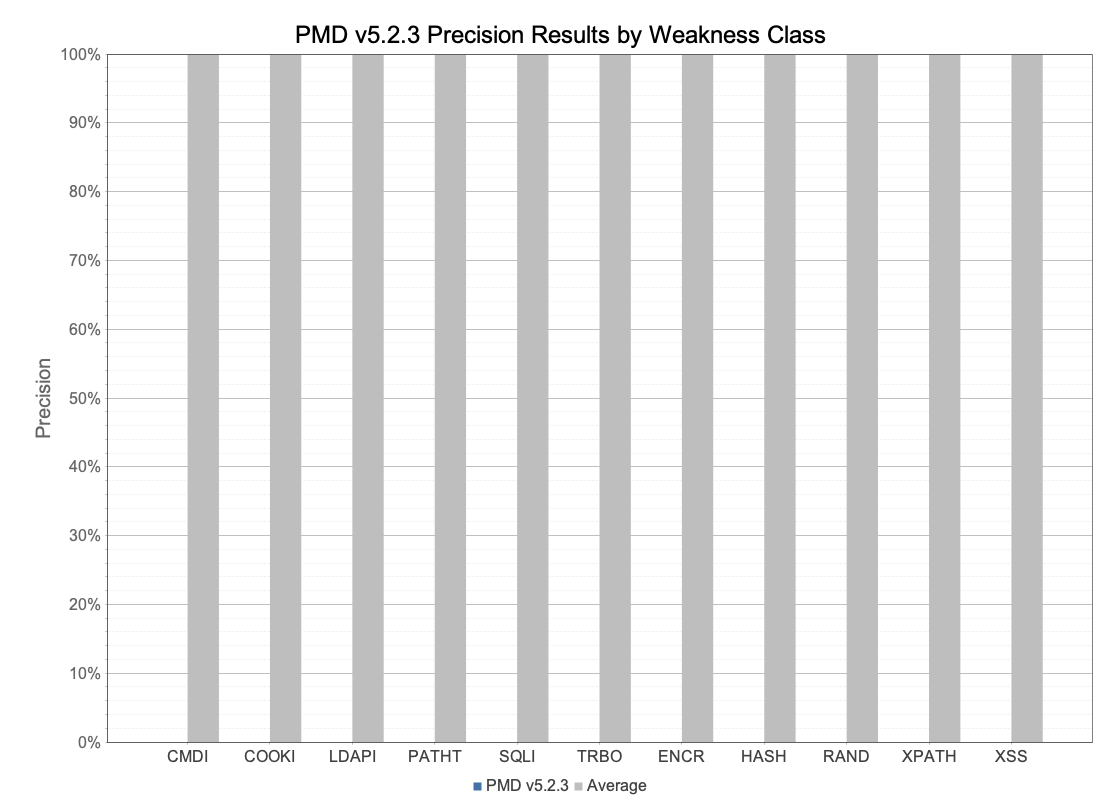 PMD v5.2.3 Precision Results by Weakness Class
100%
90%
80%
70%
60%
50%
40%
30%
20%
10%
0%
Precision
CMDI COOKI LDAPI PATHT SQLI TRBO ENCR HASH RAND XPATH XSS
PMD v5.2.3 Average